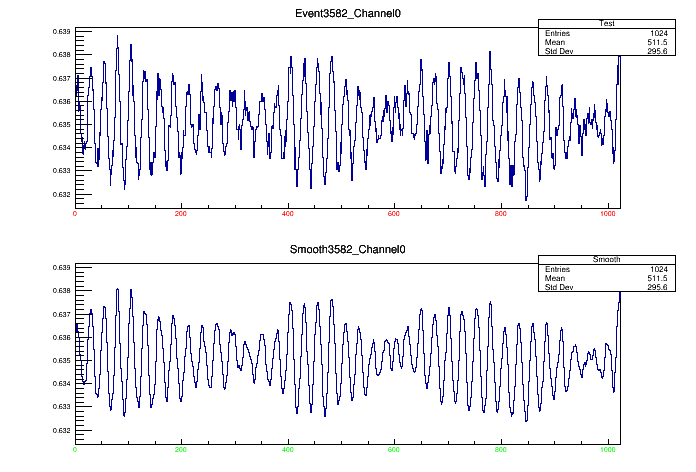 Event3582_Channel0
Test
Entries 1024
Mean 511.5
Std Dev 295.6
0.639
0.638
0.637
0.636
0.635
0.634
0.633
0.632
0 200 400 600 800 1000
Smooth3582_Channel0
Smooth
Entries 1024
Mean 511.5
Std Dev 295.6
0.639
0.638
0.637
0.636
0.635
0.634
0.633
0.632
0 200 400 600 800 1000